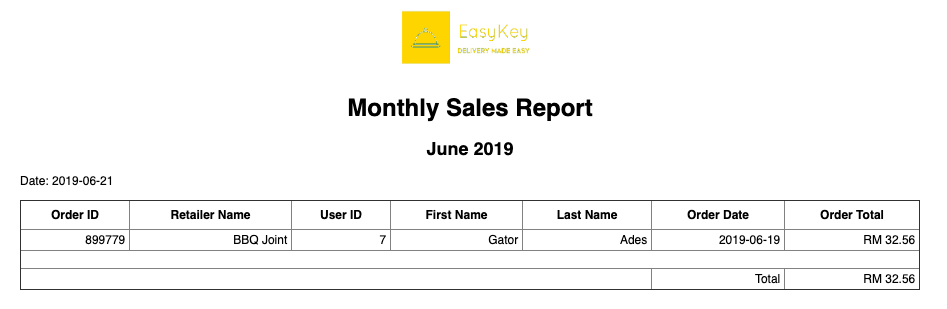 EasyKey
DELIVERY MADE EASY
Monthly Sales Report
June 2019
Date: 2019-06-21
Order ID Retailer Name User ID First Name Last Name Order Date Order Total
899779 BBQ Joint 7 Gator Ades 2019-06-19 RM 32.56
Total RM 32.56